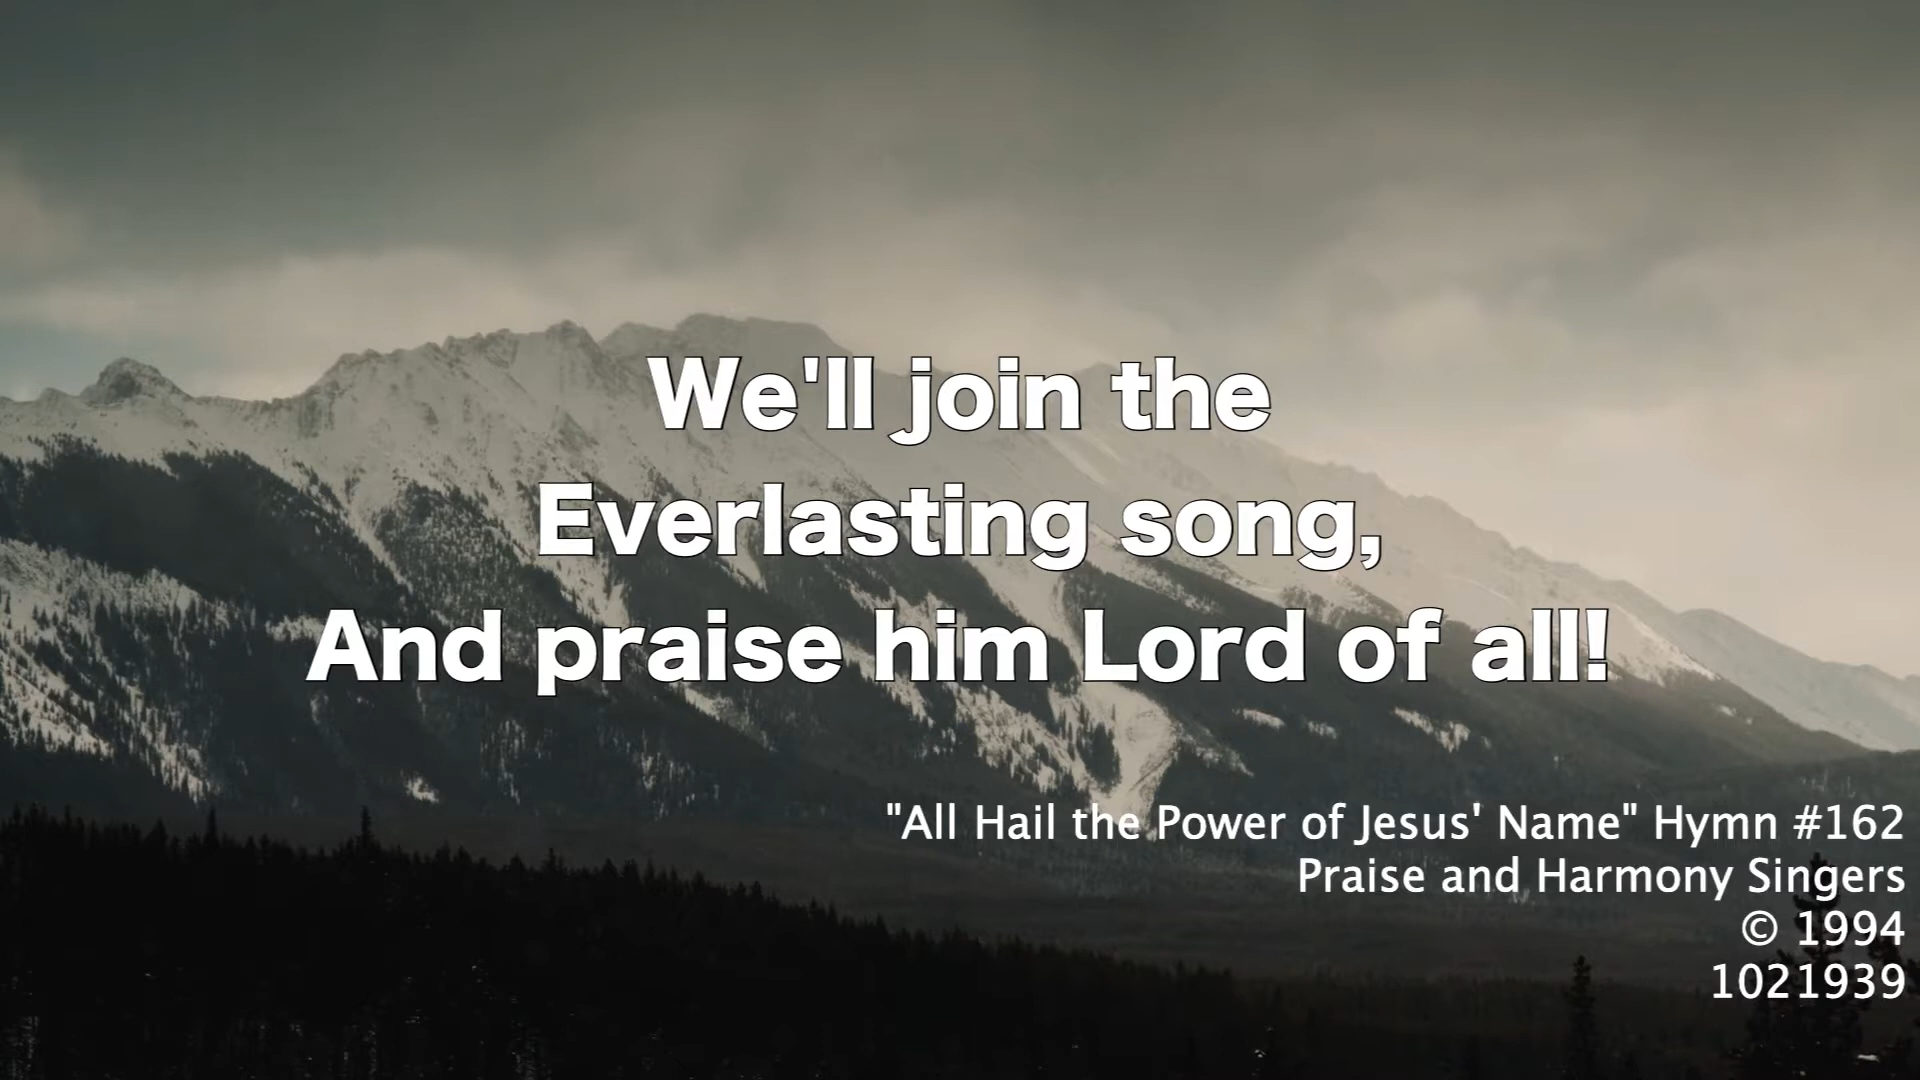 We'll join the
Everlasting song,
And praise him Lord of all!
"All Hail the Power of Jesus' Name" Hymn #162
Praise and Harmony Singers
© 1994
1021939